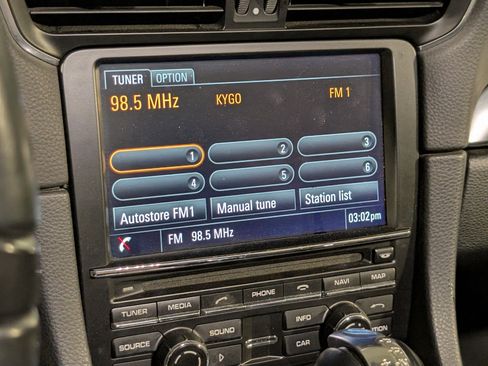 TUNER OPTION
98.5 MHz KYGO FM 1
1 2 3
4 5 6
Autostore FM1 Manual tune Station list
03:02pm
FM 98.5 MHz
TUNER MEDIA PHONE NAVI MAP
SOURCE SOUND INFO
CAR